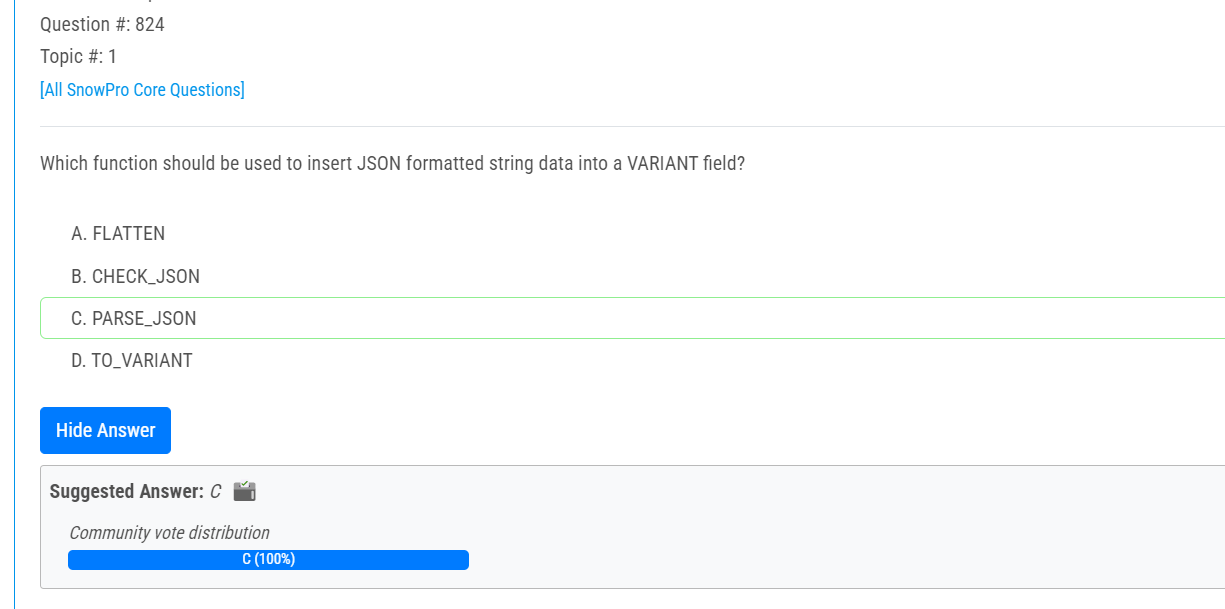 Question #: 824
Topic #: 1
[All SnowPro Core Questions]
Which function should be used to insert JSON formatted string data into a VARIANT field?
A. FLATTEN
B. CHECK_JSON
C. PARSE_JSON
D. TO_VARIANT
Hide Answer
Suggested Answer: C
Community vote distribution
C (100%)